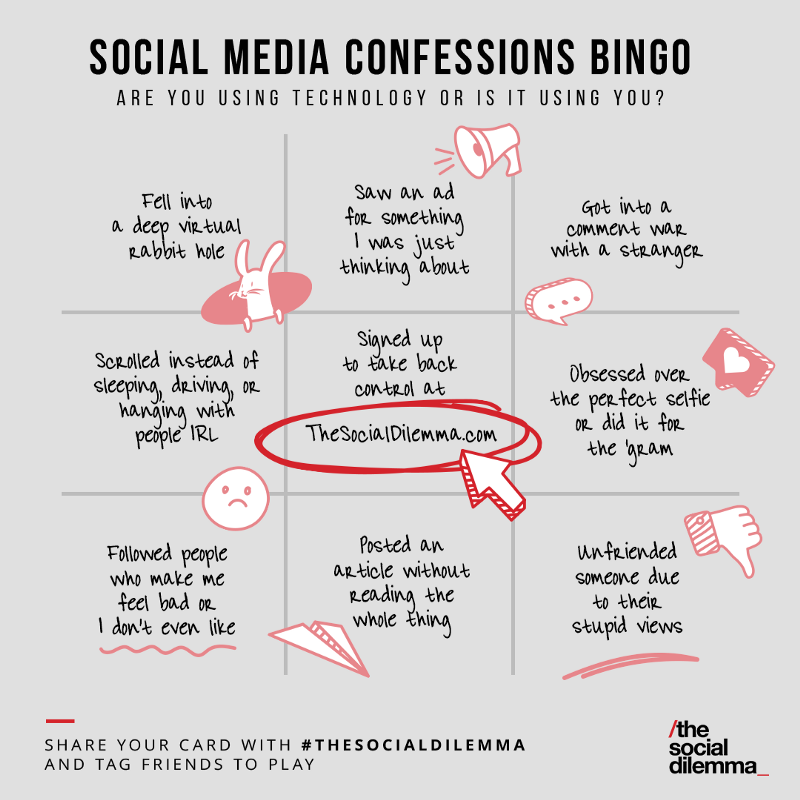 SOCIAL MEDIA CONFESSIONS BINGO
ARE YOU USING TECHNOLOGY OR IS IT USING YOU?
Fell into
a deep virtual
rabbit hole
Saw an ad
for something
I was just
thinking about
Got into a
comment war
with a stranger
Scrolled instead of
sleeping, driving, or
hanging with
people IRL
Signed up
to take back
control at
TheSocialDilemma.com
Obsessed over
the perfect selfie
or did it for
the 'gram
Followed people
who make me
feel bad or
I don't even like
Posted an
article without
reading the
whole thing
Unfriended
someone due
to their
stupid views
SHARE YOUR CARD WITH #THESOCIALDILEMMA
AND TAG FRIENDS TO PLAY
/the
social
dilemma_